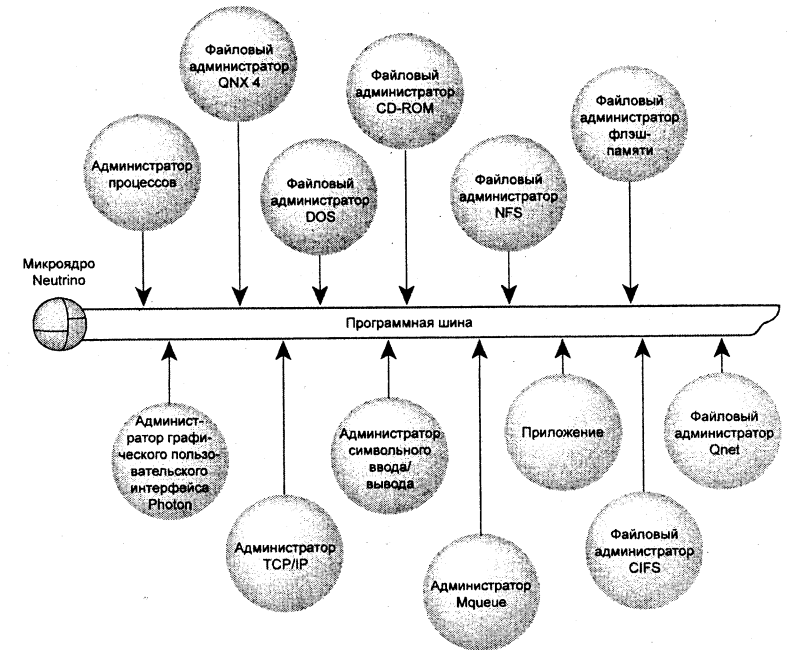 Файловый
администратор
QNX 4
Файловый
администратор
CD-ROM
Файловый
администратор
флэш-
памяти
Администратор
процессов
Файловый
администратор
DOS
Файловый
администратор
NFS
Микроядро
Neutrino
Программная шина
Админист-
ратор графи-
ческого пользо-
вательского
интерфейса
Photon
Администратор
символьного
ввода/
вывода
Приложение
Файловый
администратор
Qnet
Администратор
TCP/IP
Администратор
Mqueue
Файловый
администратор
CIFS